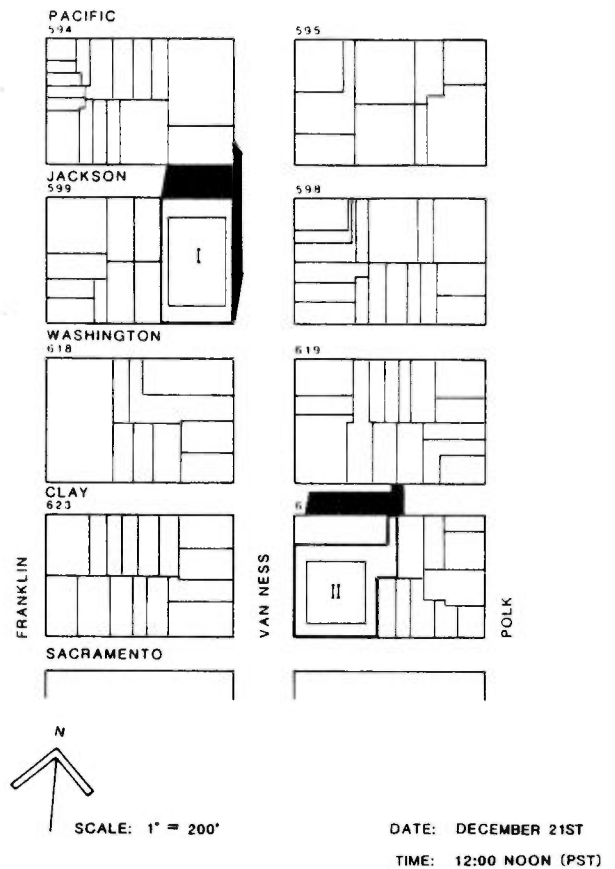 PACIFIC
594
595
JACKSON
599
598
I
WASHINGTON
618
619
CLAY
623
6
II
FRANKLIN
VAN NESS
POLK
SACRAMENTO
N
SCALE: 1" = 200'
DATE: DECEMBER 21ST
TIME: 12:00 NOON (PST)